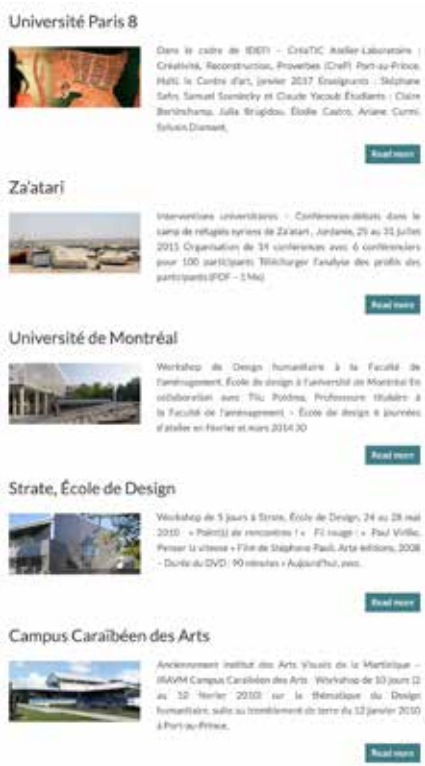 Université Paris 8
Dans le cadre de IDEFI – CréaTIC Atelier-Laboratoire :
Créativité, Reconstruction, Proverbes (CreP) Port-au-Prince,
Haïti, le Centre d'art, janvier 2017 Enseignants : Stéphane
Safin, Samuel et Claude Yacoub Étudiants : Claire
Julia Brugidou, Élodie Castro, Ariane Curmi,
Sylvain Diamant,
Read more
Za'atari
Interventions universitaires – Conférences-débats dans le
camp de réfugiés syriens de Za'atari, Jordanie, 25 au 31 juillet
2015 Organisation de 14 conférences avec 6 conférenciers
pour 100 participants Télécharger l'analyse des profils des
participants (PDF – 1 Mo)
Read more
Université de Montréal
Workshop de Design humanitaire à la Faculté de
l'aménagement, École de design à l'université de Montréal En
collaboration avec Tiiu Poldma, Professeure titulaire à
la Faculté de l'aménagement – École de design 6 journées
d'atelier en février et mars 2014 30
Read more
Strate, École de Design
Workshop de 5 jours à Strate, École de Design, 24 au 28 mai
2010 « Point(s) de rencontres ! » Fil rouge : « Paul Virilio,
Penser la vitesse » Film de Stéphane Paoli, Arte éditions, 2008
– Durée du DVD : 90 minutes « Aujourd'hui, avec
Read more
Campus Caraïbéen des Arts
Anciennement Institut des Arts Visuels de la Martinique –
IRAVM Campus Caraïbéen des Arts Workshop de 10 jours (2
au 12 février 2010) sur la thématique du Design
humanitaire, suite au tremblement de terre du 12 janvier 2010
à Port-au-Prince.
Read more